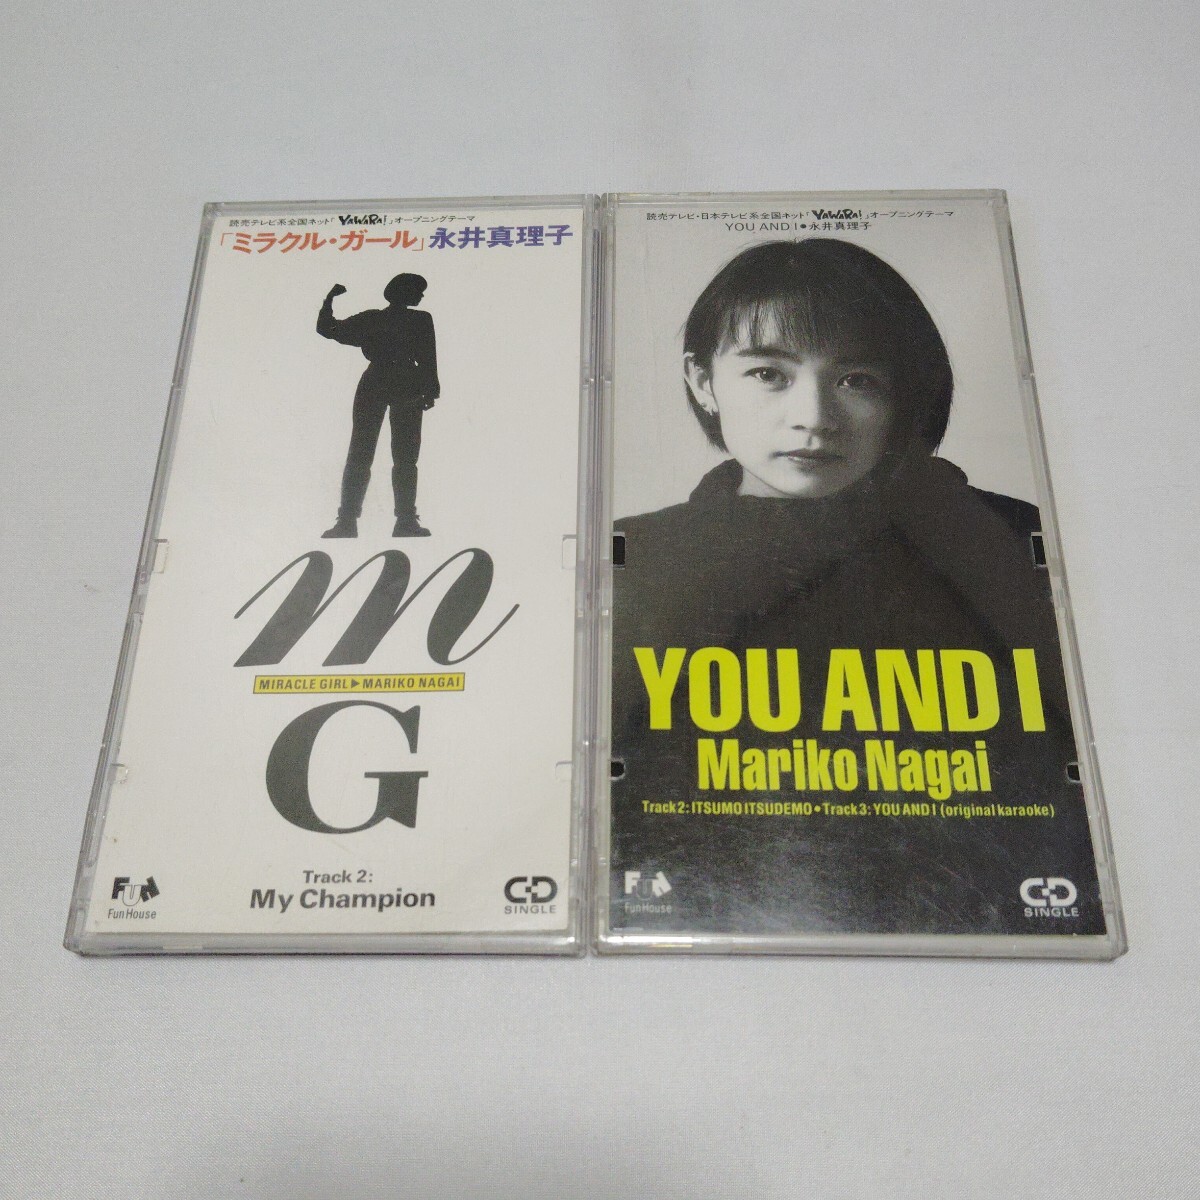 読売テレビ系全国ネット「YAWARA!」オープニングテーマ
「ミラクル・ガール」永井真理子
m
MIRACLE GIRL▶MARIKO NAGAI
G
Track 2:
My Champion
FUN
Fun House
CD
SINGLE
読売テレビ・日本テレビ系全国ネット「YAWARA!」オープニングテーマ
YOU AND I●永井真理子
YOU AND I
Mariko Nagai
Track2: ITSUMO ITSUDEMO●Track3: YOU AND I (original karaoke)
FUN
Fun House
CD
SINGLE